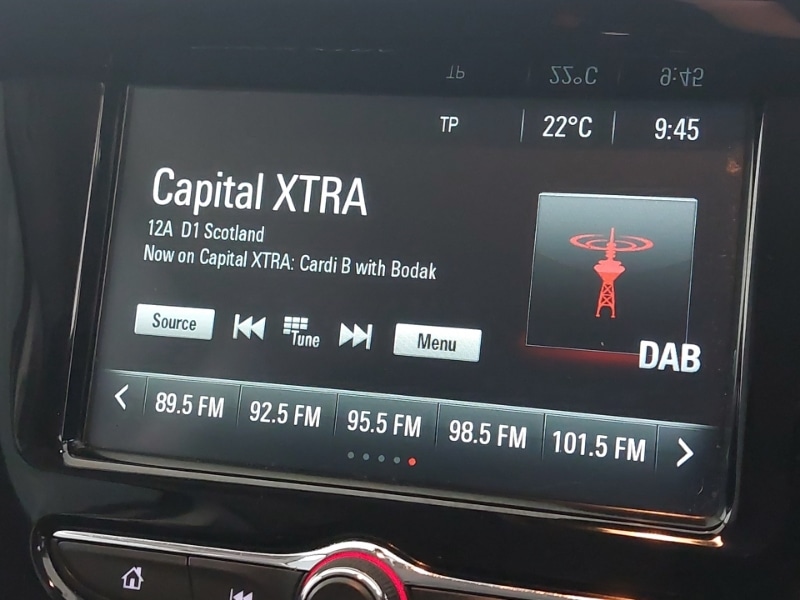 TP 22°C 9:45
Capital XTRA
12A D1 Scotland
Now on Capital XTRA: Cardi B with Bodak
Source Tune Menu
DAB
89.5 FM 92.5 FM 95.5 FM 98.5 FM 101.5 FM